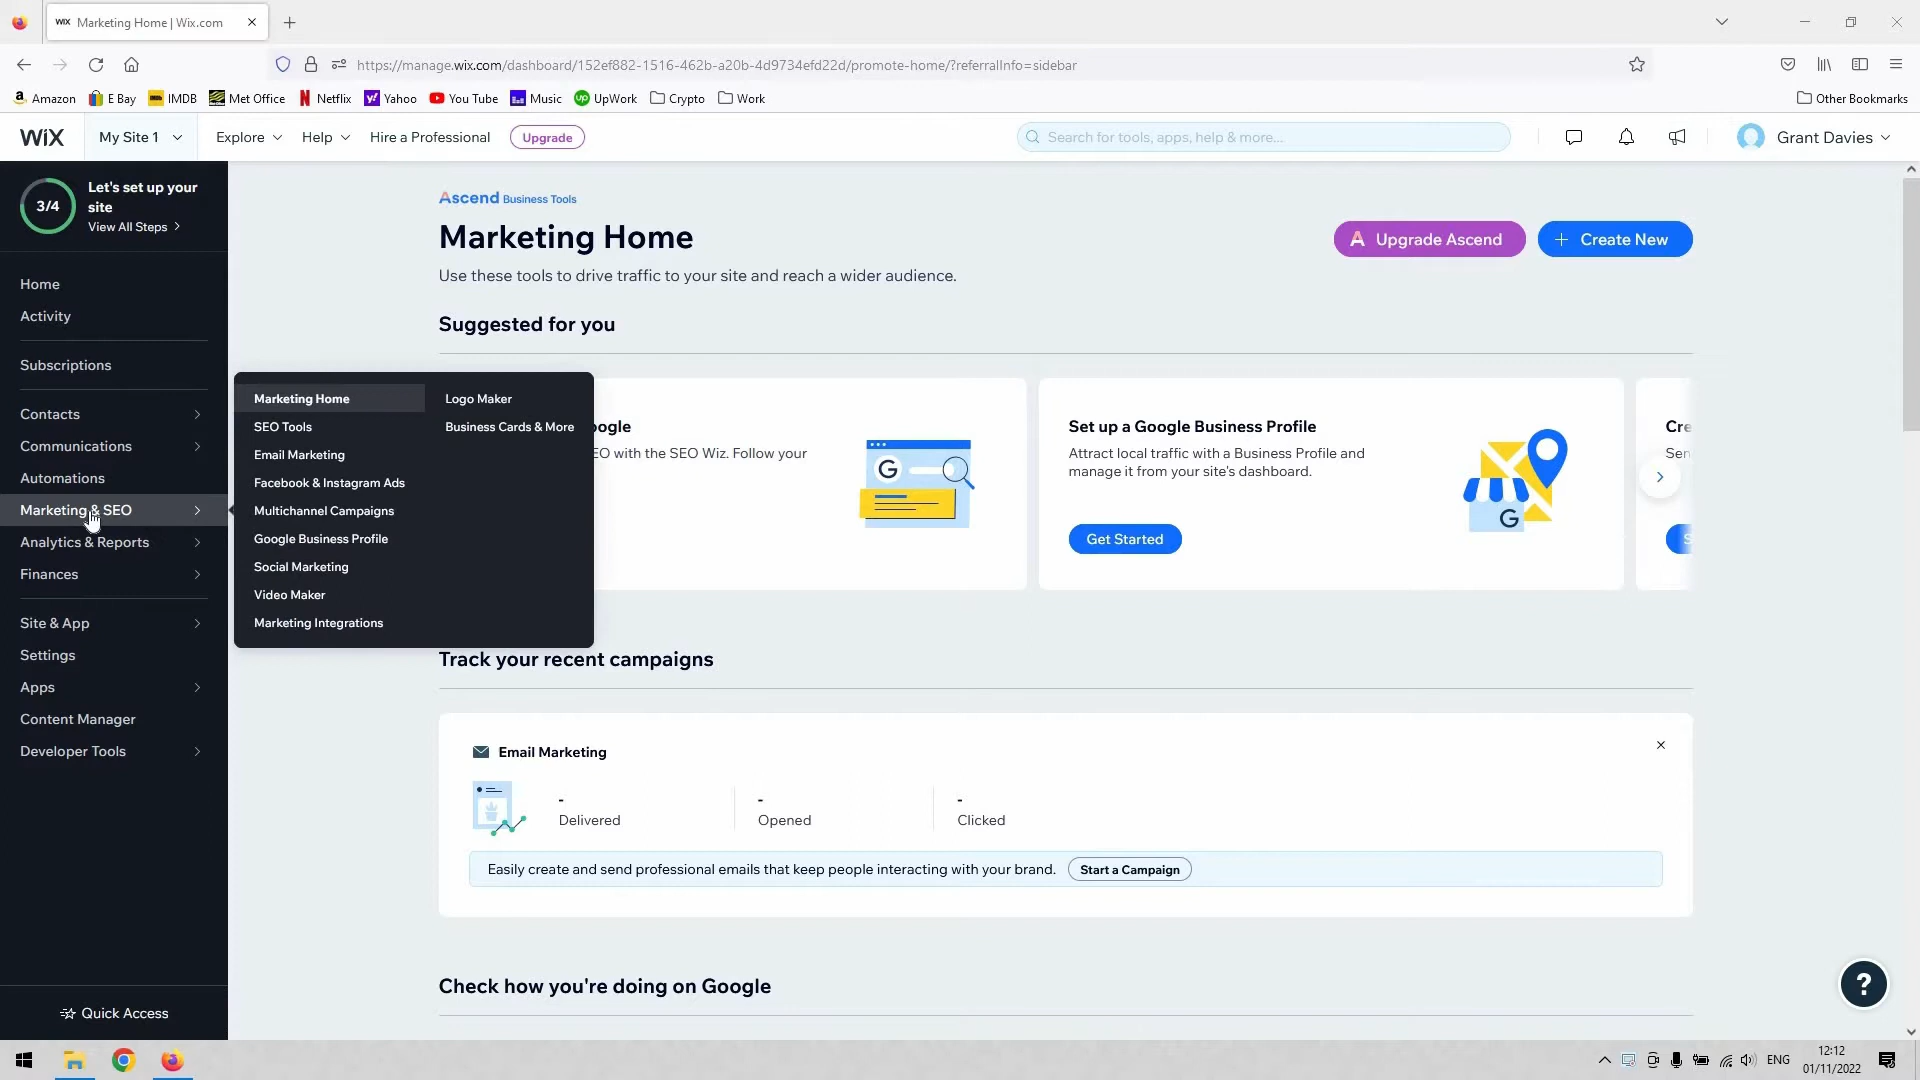 WiX Marketing Home | Wix.com
https://manage.wix.com/dashboard/152ef882-1516-462b-a20b-4d9734efd22d/promote-home/?referralInfo=sidebar
Amazon E Bay IMDB Met Office Netflix Yahoo You Tube Music UpWork Crypto Work Other Bookmarks
WiX My Site 1 Explore Help Hire a Professional Upgrade Search for tools, apps, help & more... Grant Davies
3/4
Let's set up your
site
View All Steps
Home
Activity
Subscriptions
Contacts
Communications
Automations
Marketing & SEO
Analytics & Reports
Finances
Site & App
Settings
Apps
Content Manager
Developer Tools
Quick Access
Marketing Home
SEO Tools
Email Marketing
Facebook & Instagram Ads
Multichannel Campaigns
Google Business Profile
Social Marketing
Video Maker
Marketing Integrations
Logo Maker
Business Cards & More
Ascend Business Tools
Marketing Home
Use these tools to drive traffic to your site and reach a wider audience.
A Upgrade Ascend
+ Create New
Suggested for you
oogle
EO with the SEO Wiz. Follow your
G
Set up a Google Business Profile
Attract local traffic with a Business Profile and
manage it from your site's dashboard.
Get Started
G
Cre
Sen
S
Track your recent campaigns
Email Marketing
- - -
Delivered Opened Clicked
Easily create and send professional emails that keep people interacting with your brand. Start a Campaign
Check how you're doing on Google
?
ENG
12:12
01/11/2022